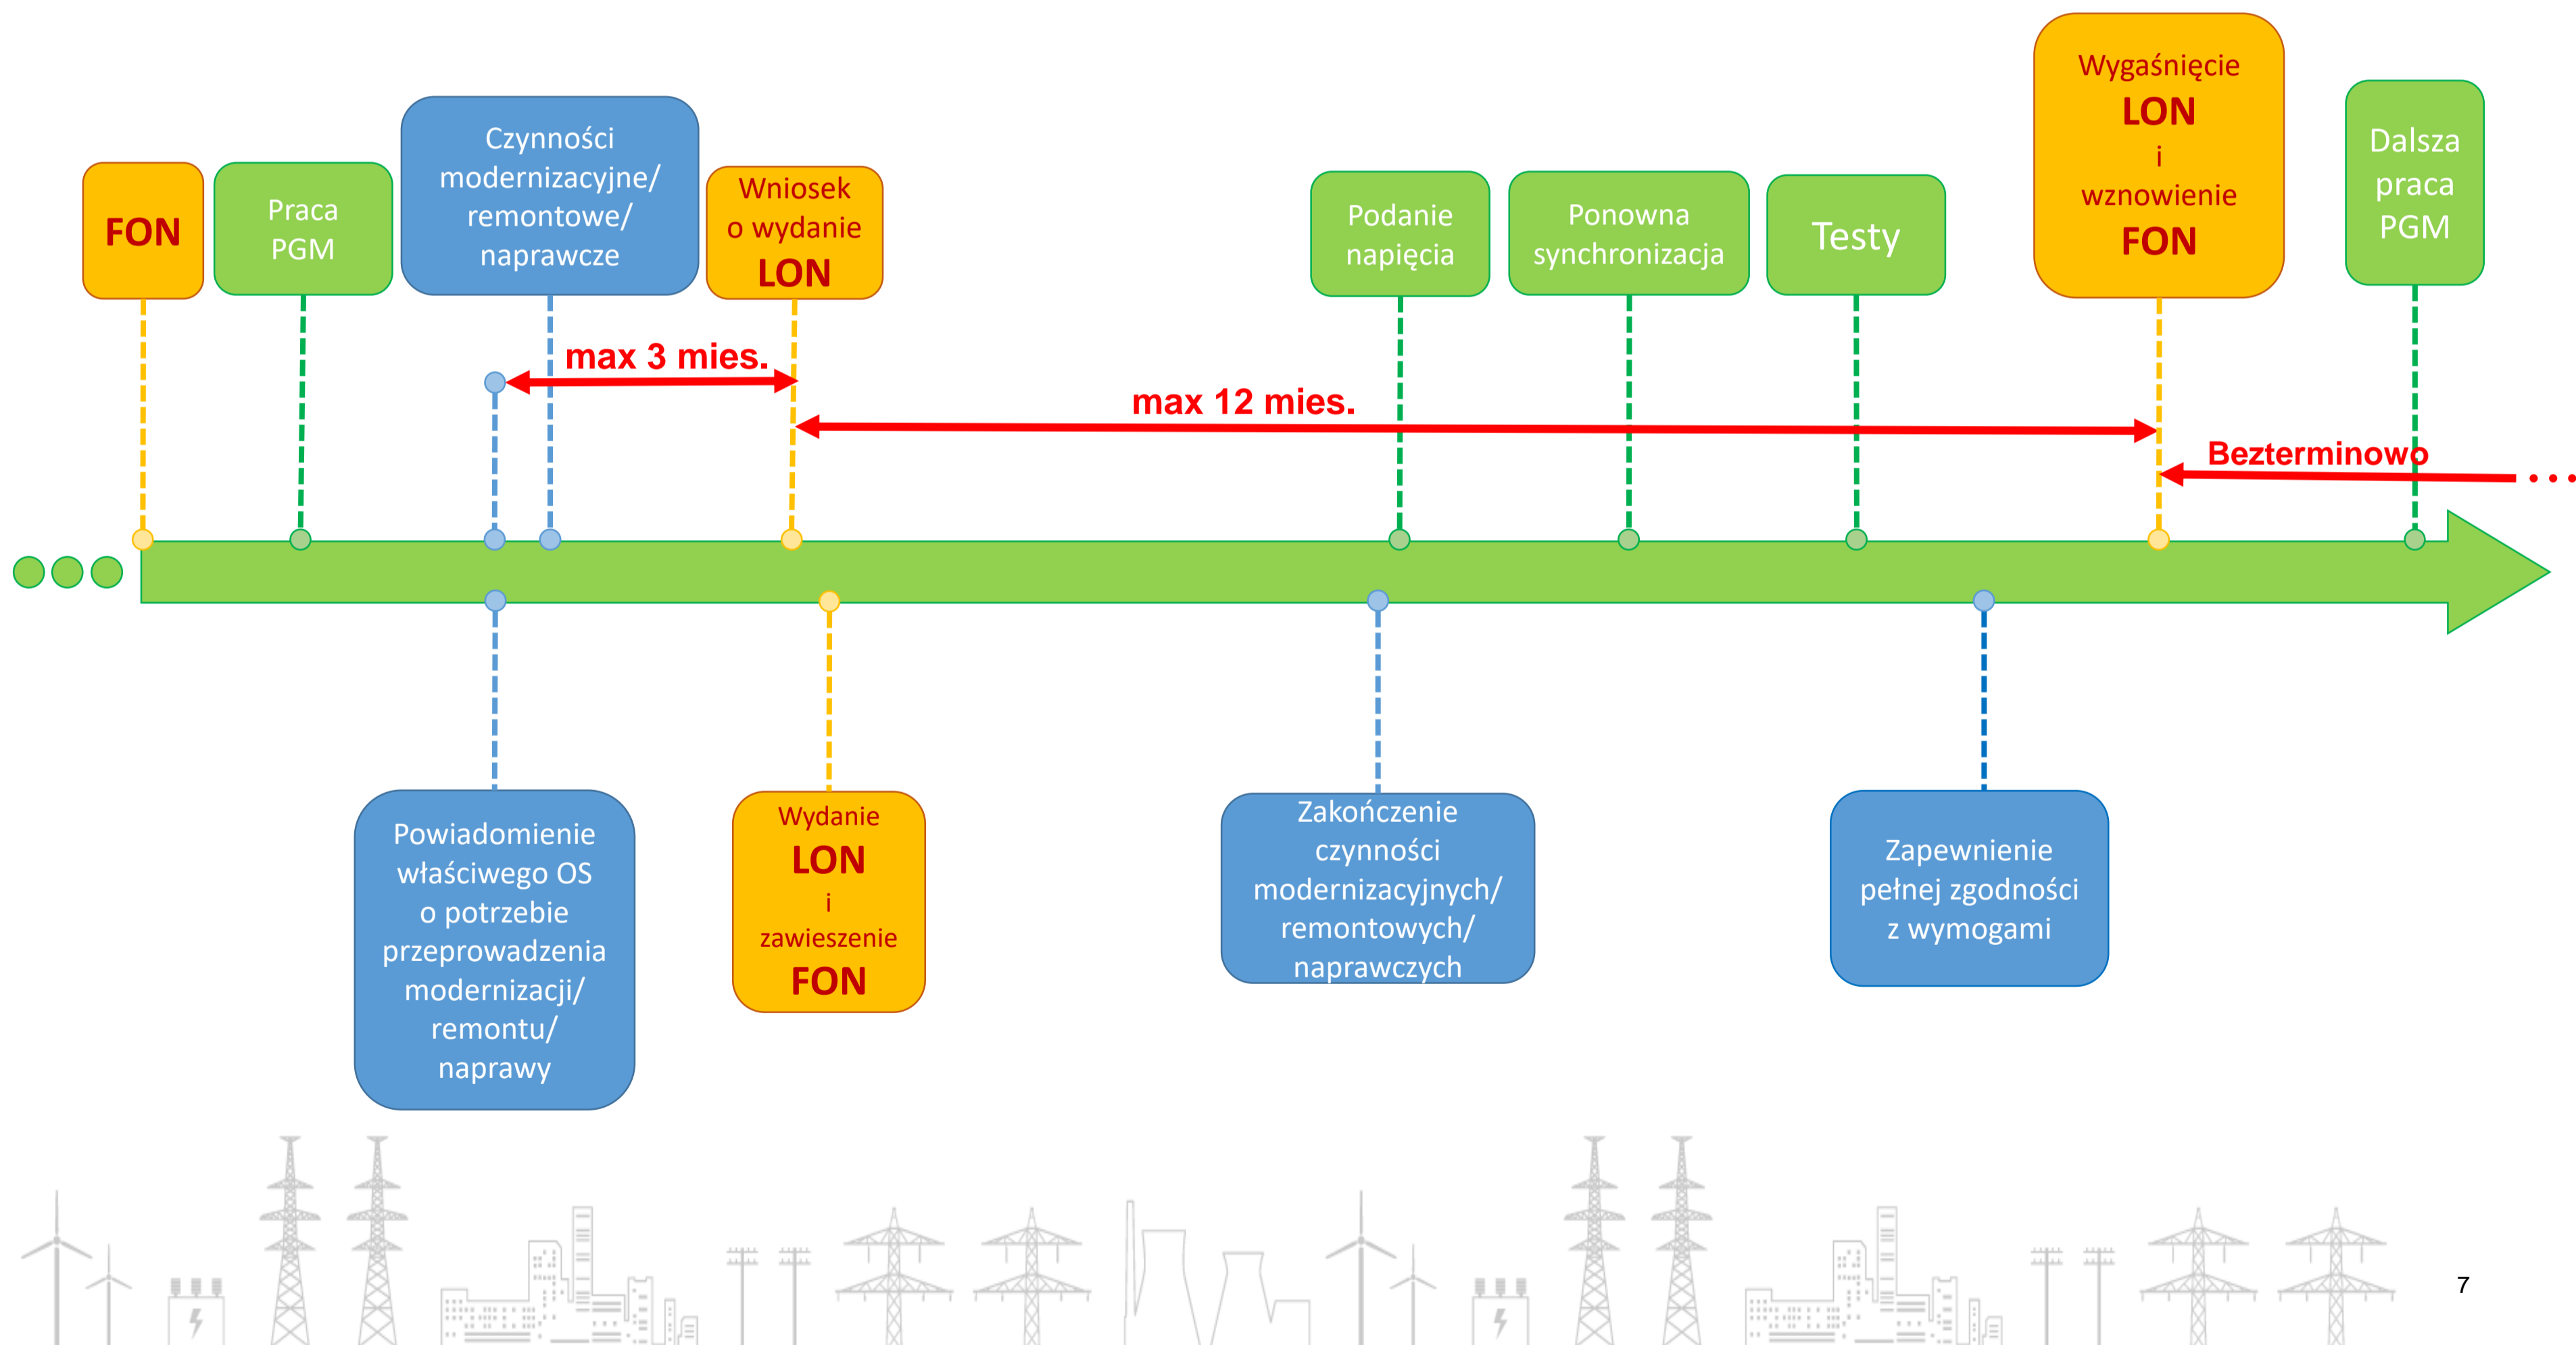 FON
Praca
PGM
Czynności
modernizacyjne/
remontowe/
naprawcze
Wniosek
o wydanie
LON
Podanie
napięcia
Ponowna
synchronizacja
Testy
Wygaśnięcie
LON
i
wznowienie
FON
Dalsza
praca
PGM
max 3 mies.
max 12 mies.
Bezterminowo
Powiadomienie
właściwego OS
o potrzebie
przeprowadzenia
modernizacji/
remontu/
naprawy
Wydanie
LON
i
zawieszenie
FON
Zakończenie
czynności
modernizacyjnych/
remontowych/
naprawczych
Zapewnienie
pełnej zgodności
z wymogami
7